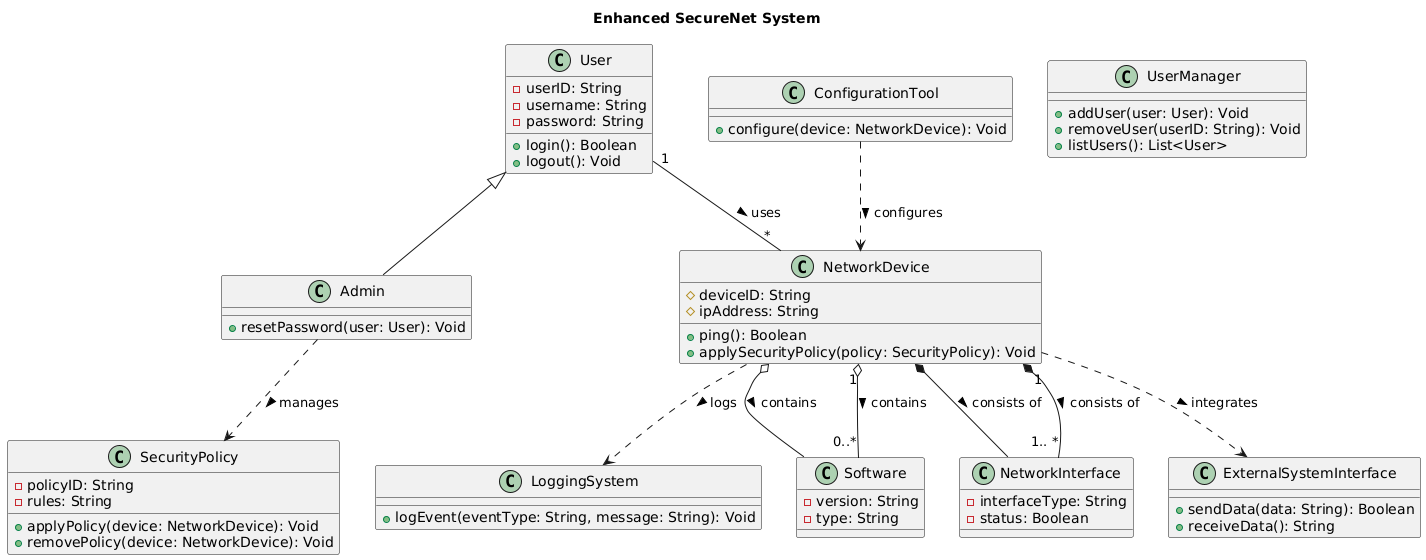 Enhanced SecureNet System
C User
userID: String
username: String
password: String
login(): Boolean
logout(): Void
C ConfigurationTool
configure(device: NetworkDevice): Void
C UserManager
addUser(user: User): Void
removeUser(userID: String): Void
listUsers(): List<User>
1
uses
*
configures
C Admin
resetPassword(user: User): Void
C NetworkDevice
deviceID: String
ipAddress: String
ping(): Boolean
applySecurityPolicy(policy: SecurityPolicy): Void
manages
logs
contains
1
contains
0..*
consists of
1
consists of
1.. *
integrates
C SecurityPolicy
policyID: String
rules: String
applyPolicy(device: NetworkDevice): Void
removePolicy(device: NetworkDevice): Void
C LoggingSystem
logEvent(eventType: String, message: String): Void
C Software
version: String
type: String
C NetworkInterface
interfaceType: String
status: Boolean
C ExternalSystemInterface
sendData(data: String): Boolean
receiveData(): String